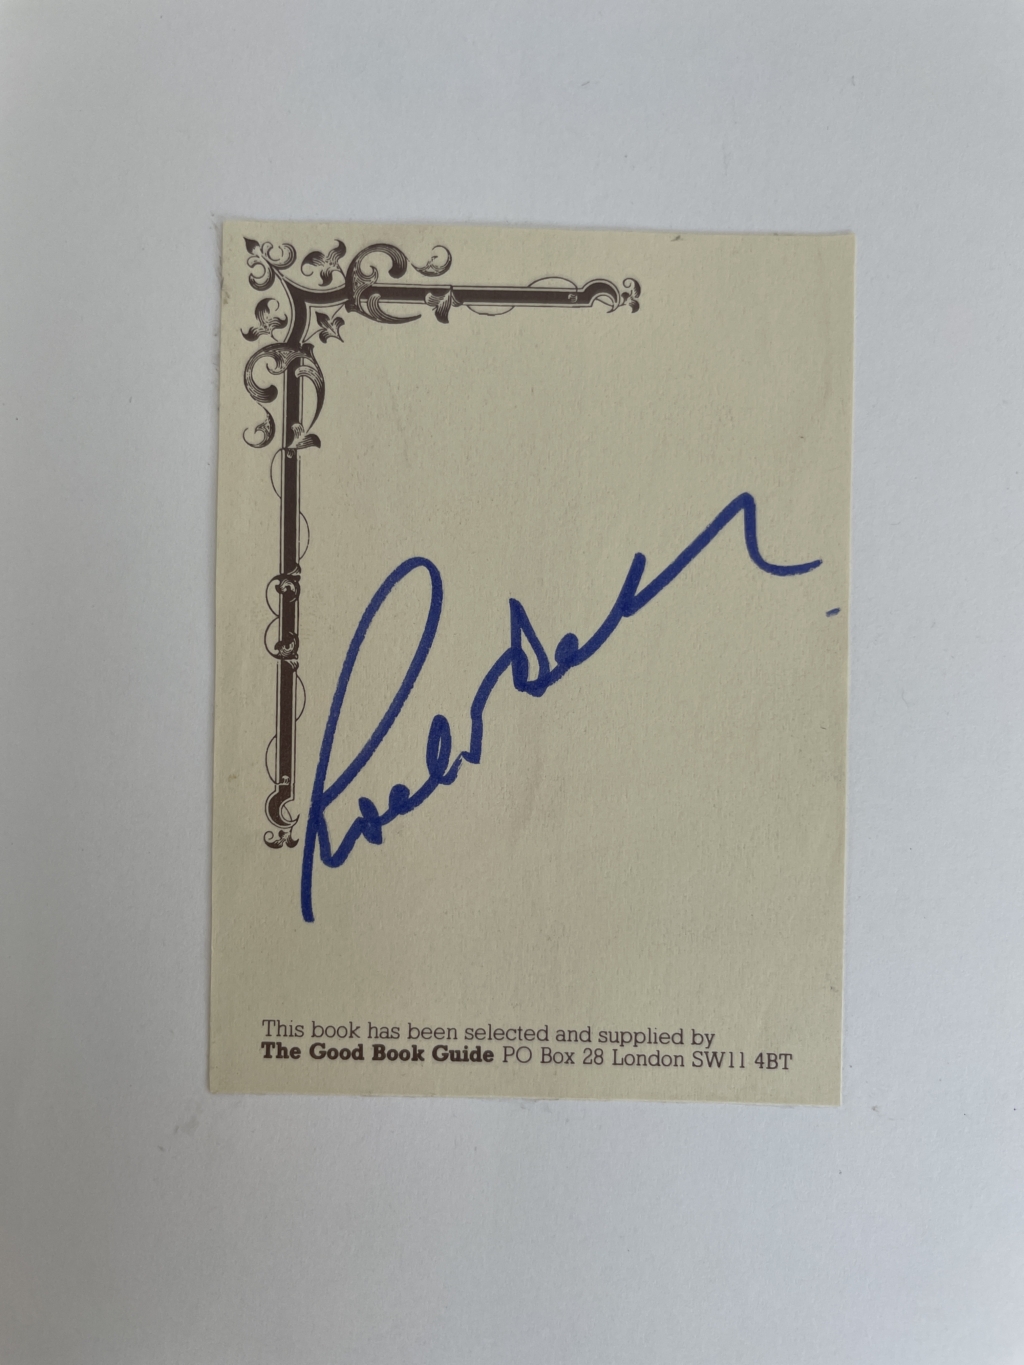 This book has been selected and supplied by
The Good Book Guide PO Box 28 London SW11 4BT